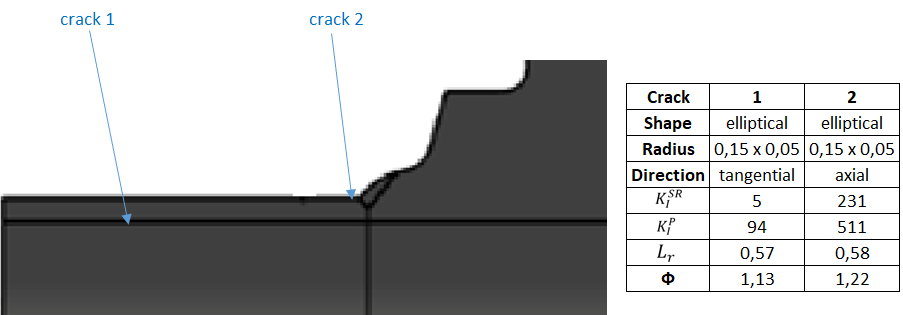 crack 1 crack 2
Crack 1 2
Shape elliptical elliptical
Radius 0,15 x 0,05 0,15 x 0,05
Direction tangential axial
K_I^SR 5 231
K_I^P 94 511
L_r 0,57 0,58
Φ 1,13 1,22